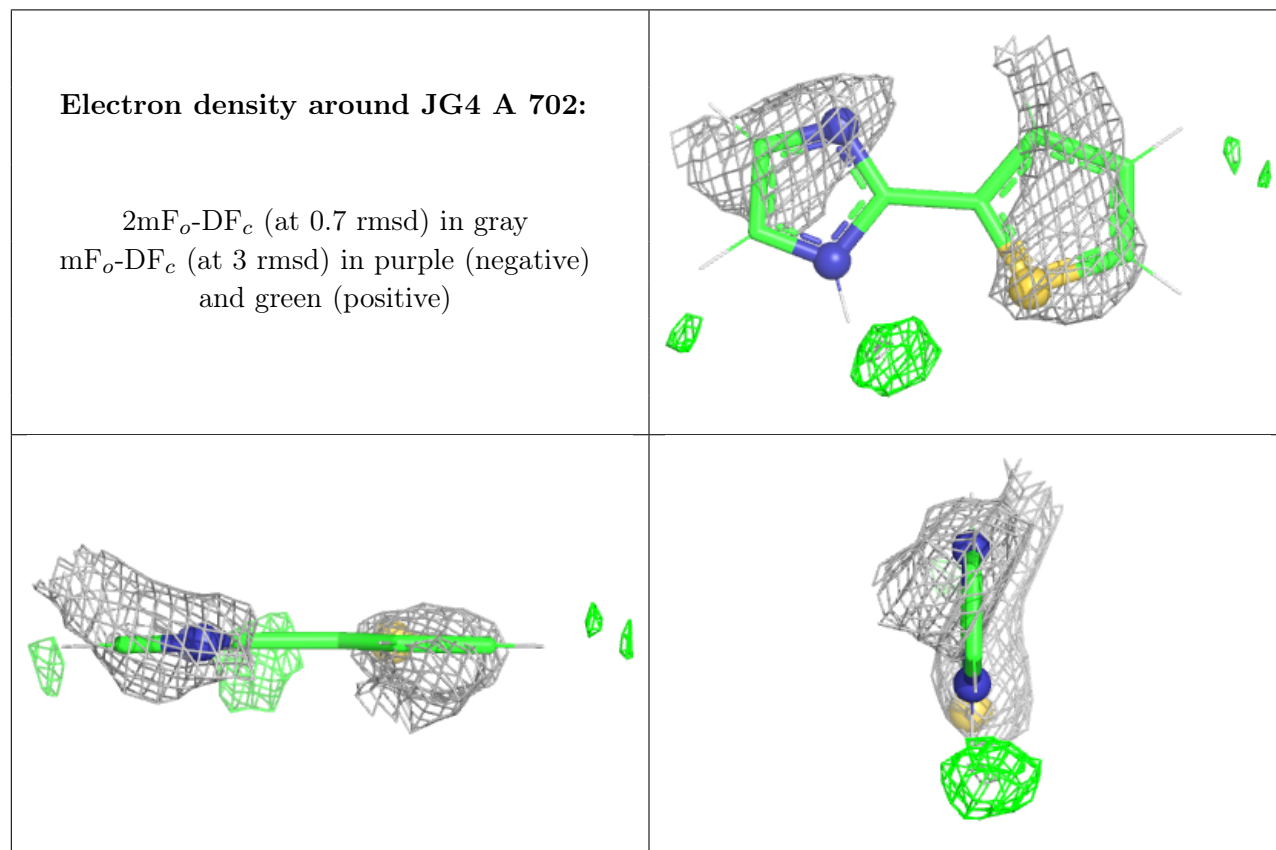 Electron density around JG4 A 702:
2mFo-DFc (at 0.7 rmsd) in gray
mFo-DFc (at 3 rmsd) in purple (negative)
and green (positive)